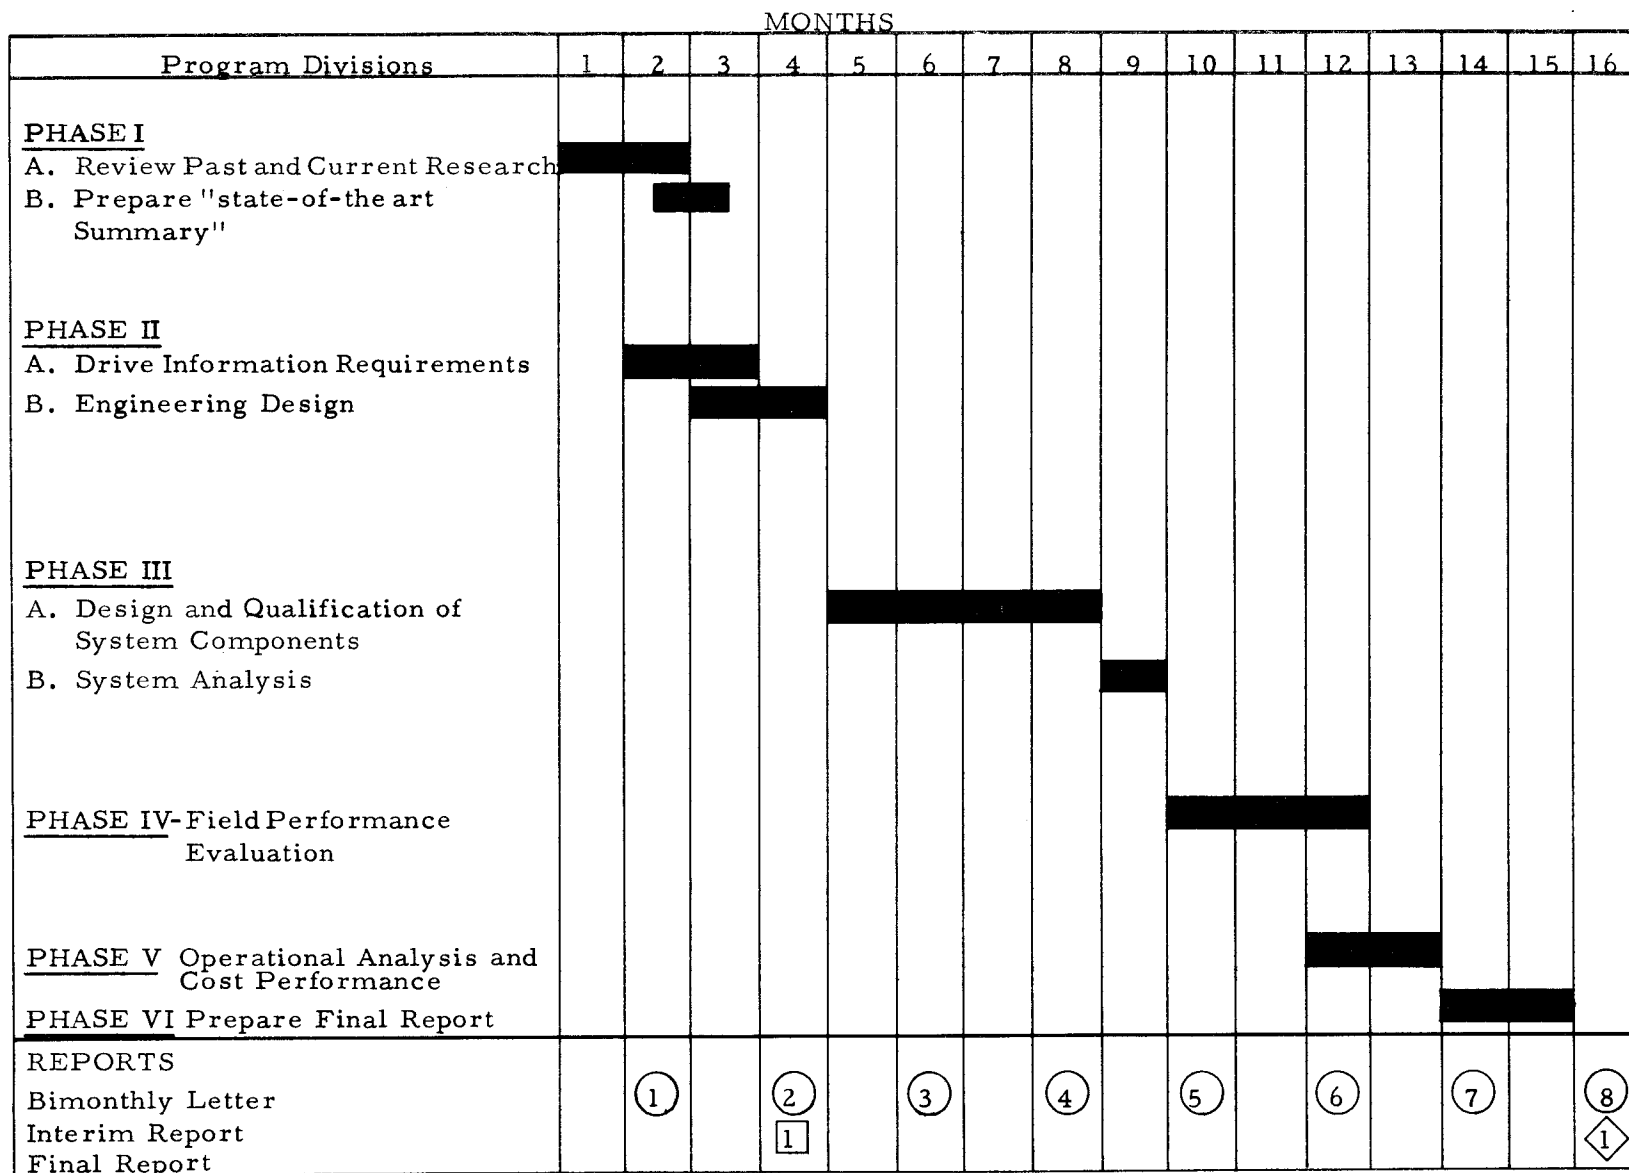 MONTHS
Program Divisions 1 2 3 4 5 6 7 8 9 10 11 12 13 14 15 16
PHASE I
A. Review Past and Current Research
B. Prepare "state-of-the art
Summary"
PHASE II
A. Drive Information Requirements
B. Engineering Design
PHASE III
A. Design and Qualification of
System Components
B. System Analysis
PHASE IV-Field Performance
Evaluation
PHASE V Operational Analysis and
Cost Performance
PHASE VI Prepare Final Report
REPORTS
Bimonthly Letter 1 2 3 4 5 6 7 8
Interim Report 1 1
Final Report